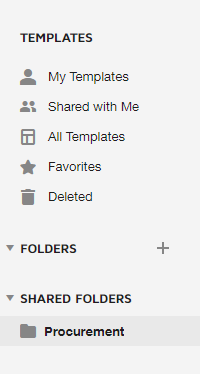 TEMPLATES
My Templates
Shared with Me
All Templates
Favorites
Deleted
FOLDERS
SHARED FOLDERS
Procurement